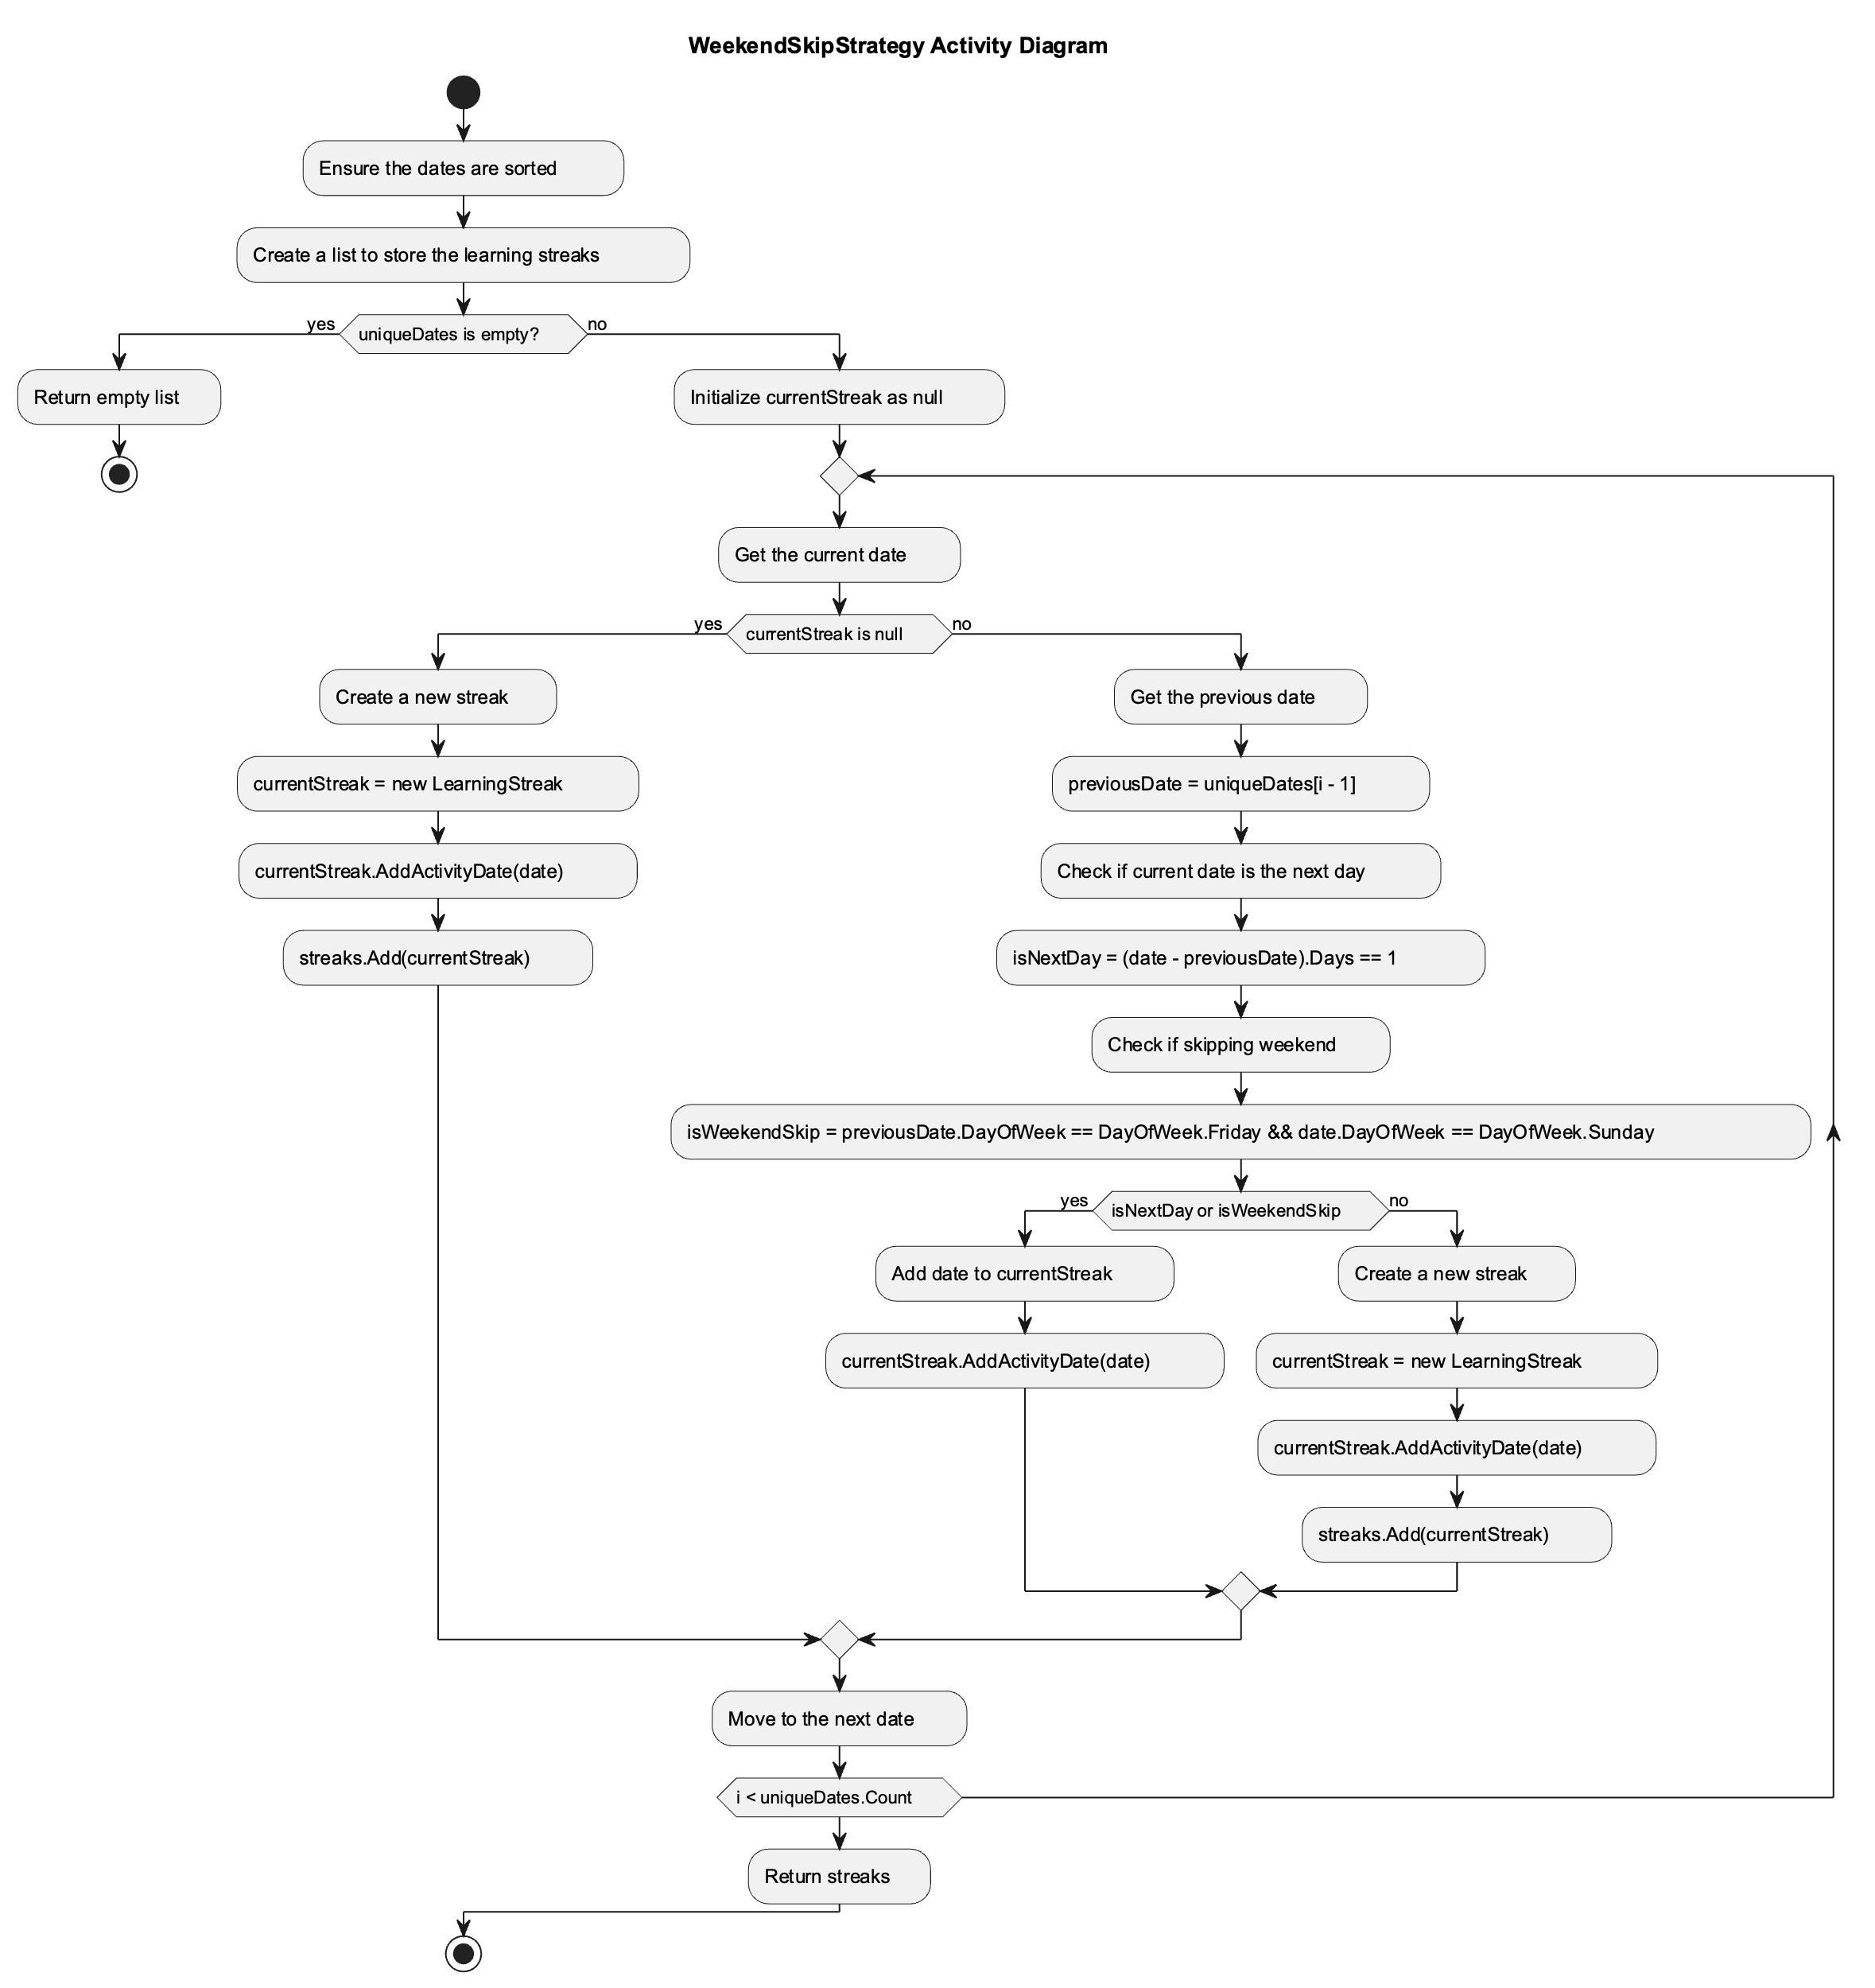 WeekendSkipStrategy Activity Diagram
Ensure the dates are sorted
Create a list to store the learning streaks
yes
uniqueDates is empty?
no
Return empty list
Initialize currentStreak as null
Get the current date
yes
currentStreak is null
no
Create a new streak
currentStreak = new LearningStreak
currentStreak.AddActivityDate(date)
streaks.Add(currentStreak)
Get the previous date
previousDate = uniqueDates[i - 1]
Check if current date is the next day
isNextDay = (date - previousDate).Days == 1
Check if skipping weekend
isWeekendSkip = previousDate.DayOfWeek == DayOfWeek.Friday && date.DayOfWeek == DayOfWeek.Sunday
yes
isNextDay or isWeekendSkip
no
Add date to currentStreak
currentStreak.AddActivityDate(date)
Create a new streak
currentStreak = new LearningStreak
currentStreak.AddActivityDate(date)
streaks.Add(currentStreak)
Move to the next date
i < uniqueDates.Count
Return streaks